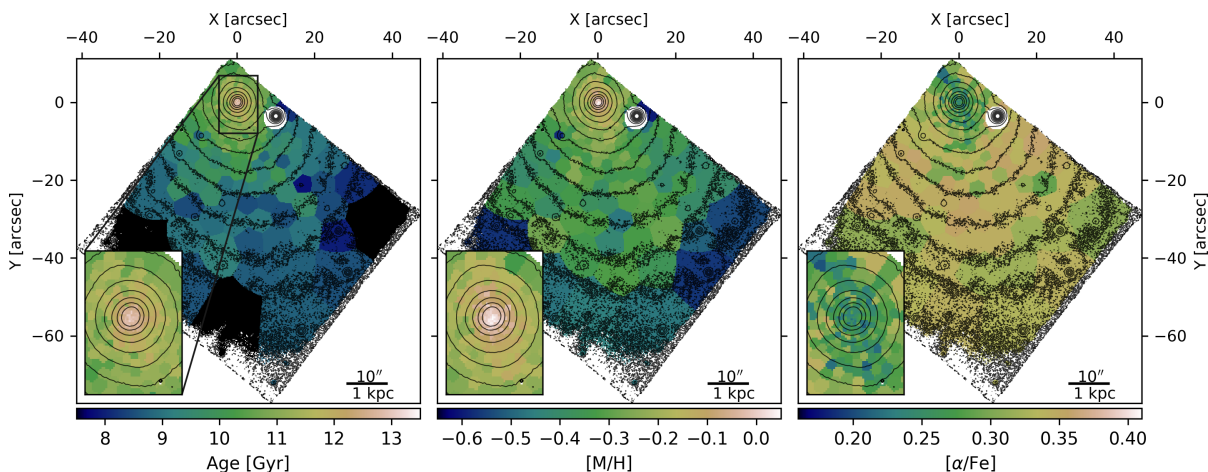 X [arcsec] X [arcsec] X [arcsec]
−40 −20 0 20 40 −40 −20 0 20 40 −40 −20 0 20 40
0 0
−20 −20
Y [arcsec] Y [arcsec]
−40 −40
−60 −60
10″ 10″ 10″
1 kpc 1 kpc 1 kpc
8 9 10 11 12 13 −0.6 −0.5 −0.4 −0.3 −0.2 −0.1 0.0 0.20 0.25 0.30 0.35 0.40
Age [Gyr] [M/H] [α/Fe]